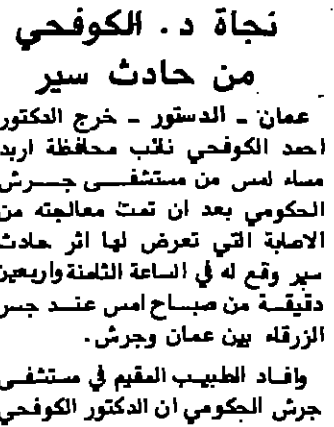 نجاة د. الكوفحي
من حادث سير
عمان - الدستور - خرج الدكتور
احمد الكوفحي نائب محافظة اربد
مساء امس من مستشفى جرش
الحكومي بعد ان تمت معالجته من
الاصابة التي تعرض لها اثر حادث
سير وقع له في الساعة الثامنة واربعين
دقيقة من صباح امس عند جسر
الزرقاء بين عمان وجرش.
وافاد الطبيب المقيم في مستشفى
جرش الحكومي ان الدكتور الكوفحي